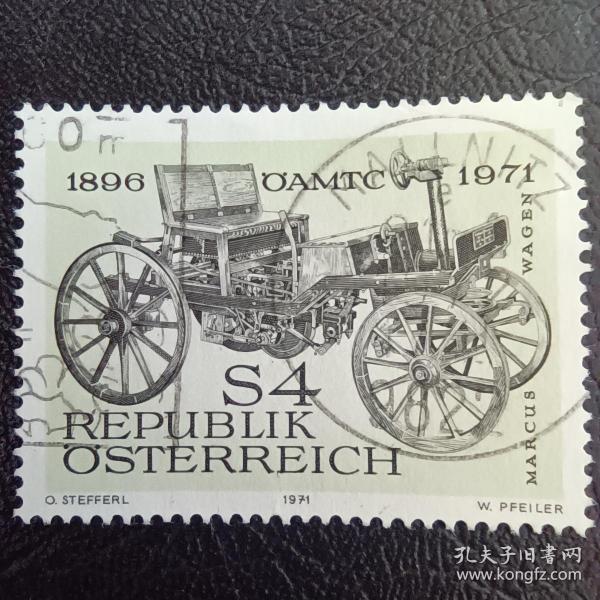 1896 ÖAMTC 1971
MARCUS WAGEN
S4
REPUBLIK
ÖSTERREICH
O. STEFFERL 1971 W. PFEILER
孔夫子旧书网
www.kongfz.com